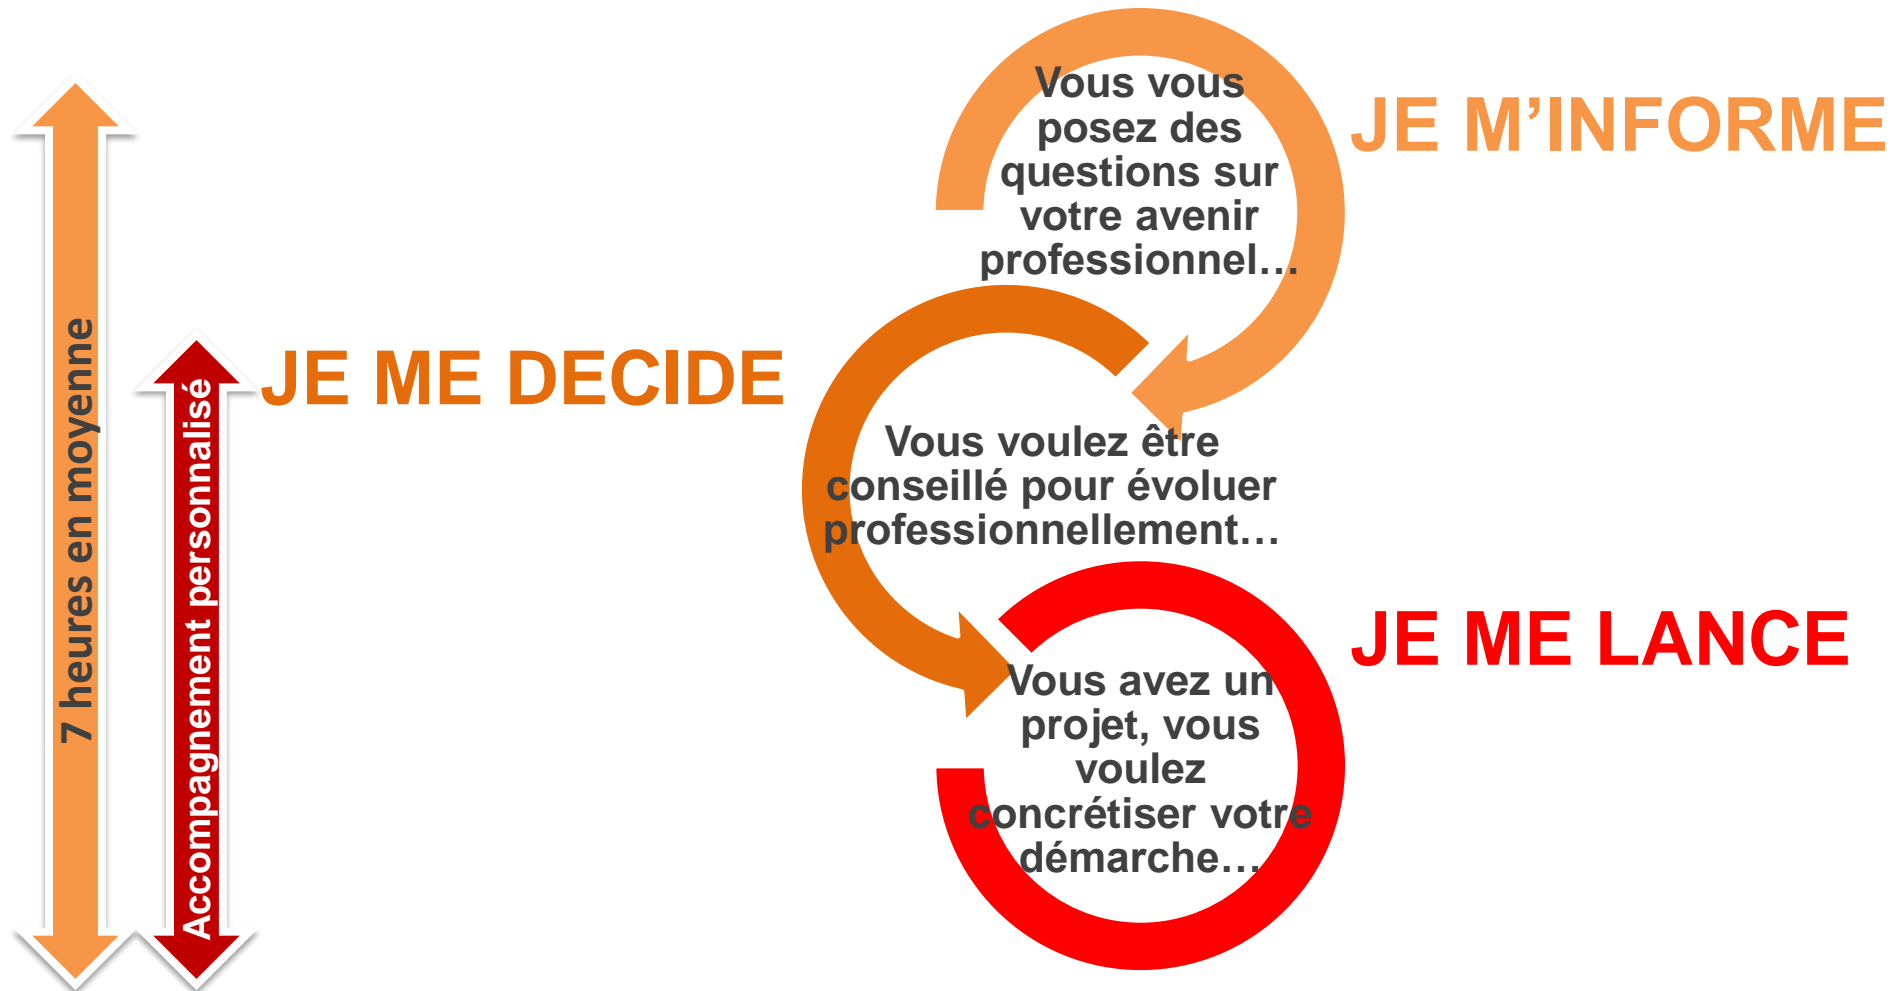 7 heures en moyenne
Accompagnement personnalisé
Vous vous
posez des
questions sur
votre avenir
professionnel…
JE M’INFORME
JE ME DECIDE
Vous voulez être
conseillé pour évoluer
professionnellement…
JE ME LANCE
Vous avez un
projet, vous
voulez
concrétiser votre
démarche…